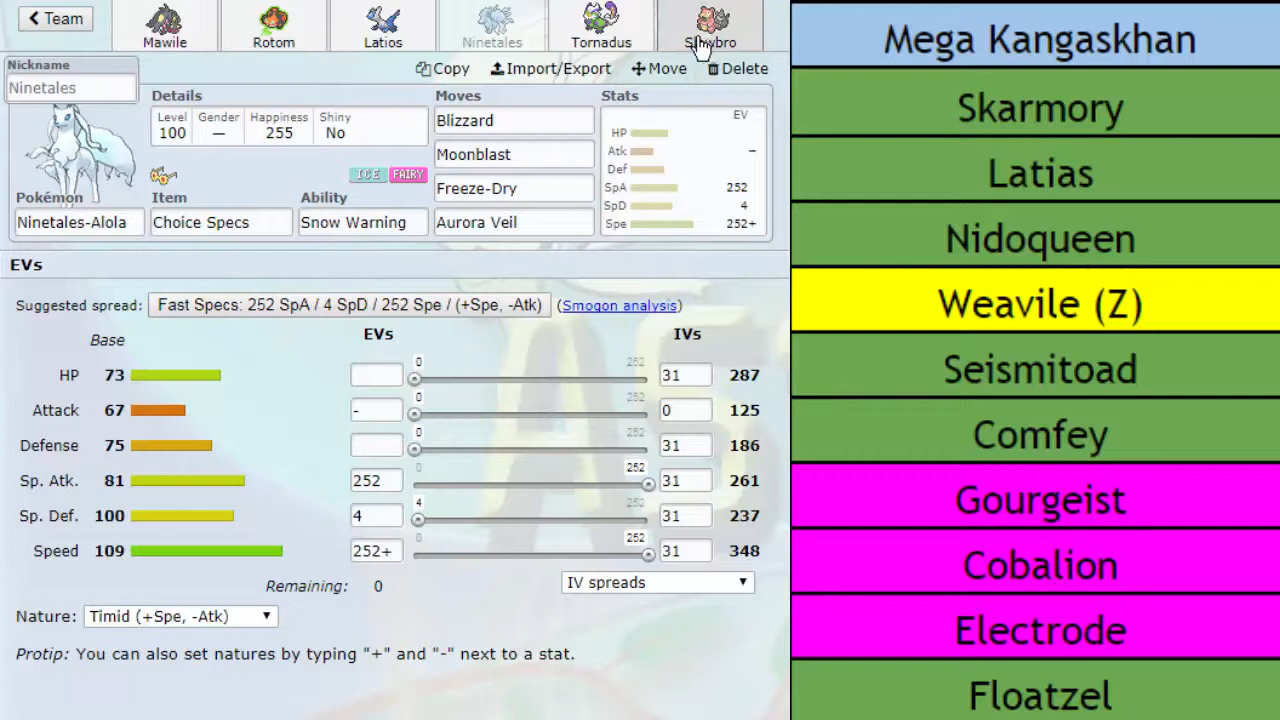 Team
Mawile
Rotom
Latios
Ninetales
Tornadus
Slowbro
Nickname
Ninetales
Copy
Import/Export
Move
Delete
Details
Level
100
Gender
—
Happiness
255
Shiny
No
ICE FAIRY
Pokémon
Ninetales-Alola
Item
Choice Specs
Ability
Snow Warning
Moves
Blizzard
Moonblast
Freeze-Dry
Aurora Veil
Stats
EV
HP
Atk –
Def
SpA 252
SpD 4
Spe 252+
EVs
Suggested spread: Fast Specs: 252 SpA / 4 SpD / 252 Spe / (+Spe, -Atk) (Smogon analysis)
Base EVs IVs
HP 73 0 252 31 287
Attack 67 - 0 252 0 125
Defense 75 0 252 31 186
Sp. Atk. 81 252 0 252 31 261
Sp. Def. 100 4 4 252 31 237
Speed 109 252+ 0 252 31 348
Remaining: 0 IV spreads
Nature: Timid (+Spe, -Atk)
Protip: You can also set natures by typing "+" and "-" next to a stat.
Mega Kangaskhan
Skarmory
Latias
Nidoqueen
Weavile (Z)
Seismitoad
Comfey
Gourgeist
Cobalion
Electrode
Floatzel